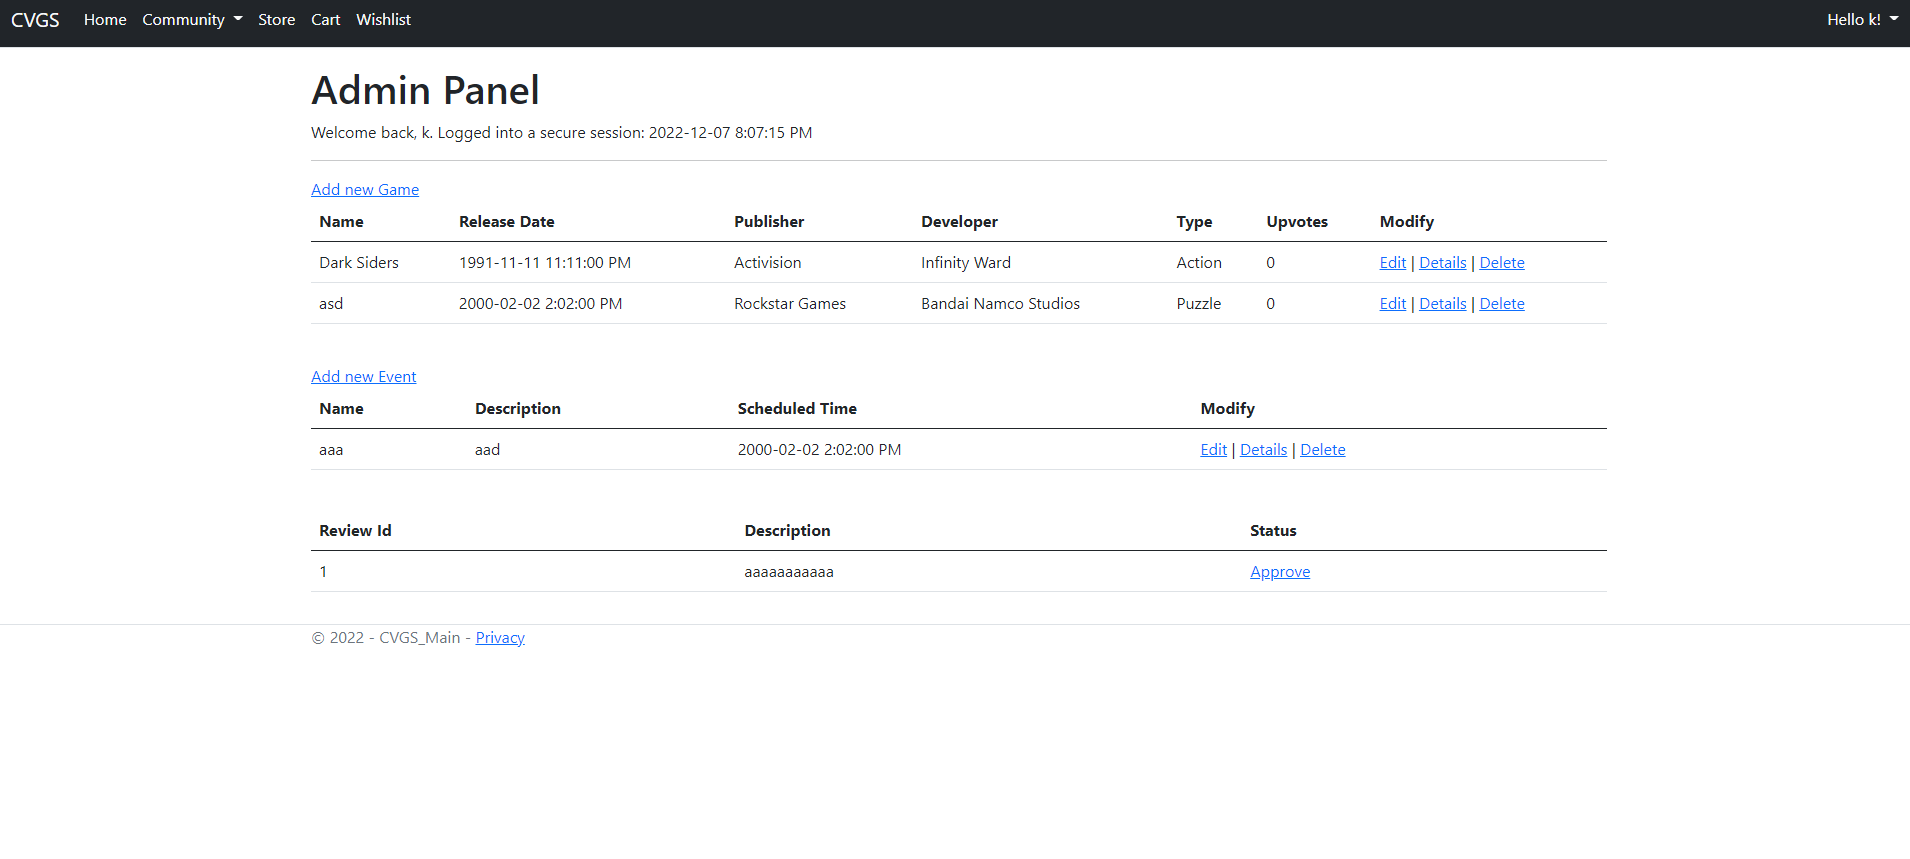 CVGS Home Community Store Cart Wishlist Hello k!
Admin Panel
Welcome back, k. Logged into a secure session: 2022-12-07 8:07:15 PM
Add new Game
Name Release Date Publisher Developer Type Upvotes Modify
Dark Siders 1991-11-11 11:11:00 PM Activision Infinity Ward Action 0 Edit | Details | Delete
asd 2000-02-02 2:02:00 PM Rockstar Games Bandai Namco Studios Puzzle 0 Edit | Details | Delete
Add new Event
Name Description Scheduled Time Modify
aaa aad 2000-02-02 2:02:00 PM Edit | Details | Delete
Review Id Description Status
1 aaaaaaaaaaa Approve
© 2022 - CVGS_Main - Privacy